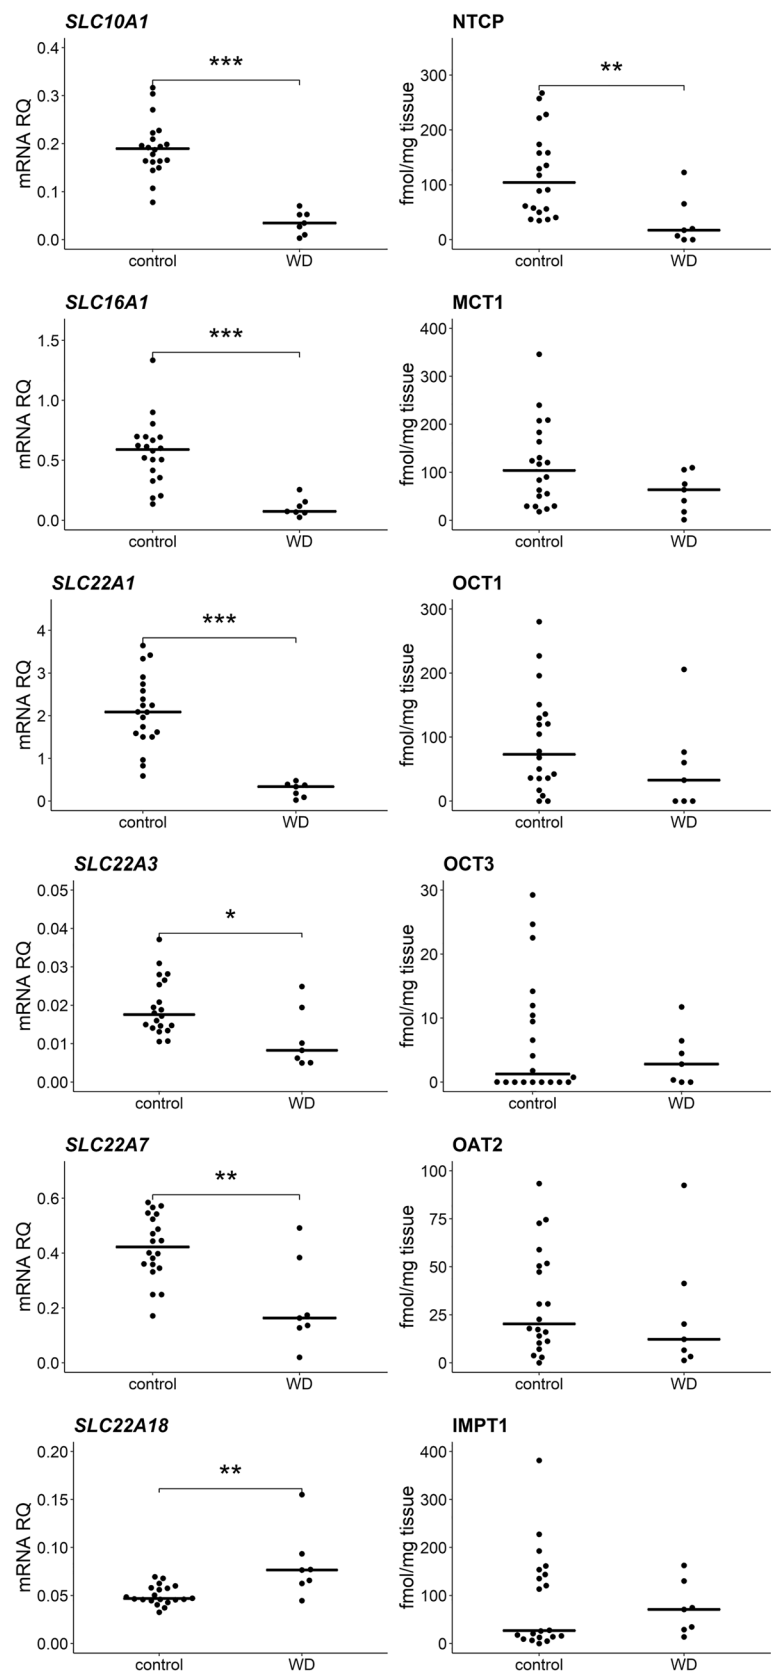 SLC10A1
NTCP
***
**
mRNA RQ
0.4
0.3
0.2
0.1
0.0
control
WD
fmol/mg tissue
300
200
100
0
control
WD
SLC16A1
MCT1
***
mRNA RQ
1.5
1.0
0.5
0.0
control
WD
fmol/mg tissue
400
300
200
100
0
control
WD
SLC22A1
OCT1
***
mRNA RQ
4
3
2
1
0
control
WD
fmol/mg tissue
300
200
100
0
control
WD
SLC22A3
OCT3
*
mRNA RQ
0.05
0.04
0.03
0.02
0.01
0.00
control
WD
fmol/mg tissue
30
20
10
0
control
WD
SLC22A7
OAT2
**
mRNA RQ
0.6
0.4
0.2
0.0
control
WD
fmol/mg tissue
100
75
50
25
0
control
WD
SLC22A18
IMPT1
**
mRNA RQ
0.20
0.15
0.10
0.05
0.00
control
WD
fmol/mg tissue
400
300
200
100
0
control
WD